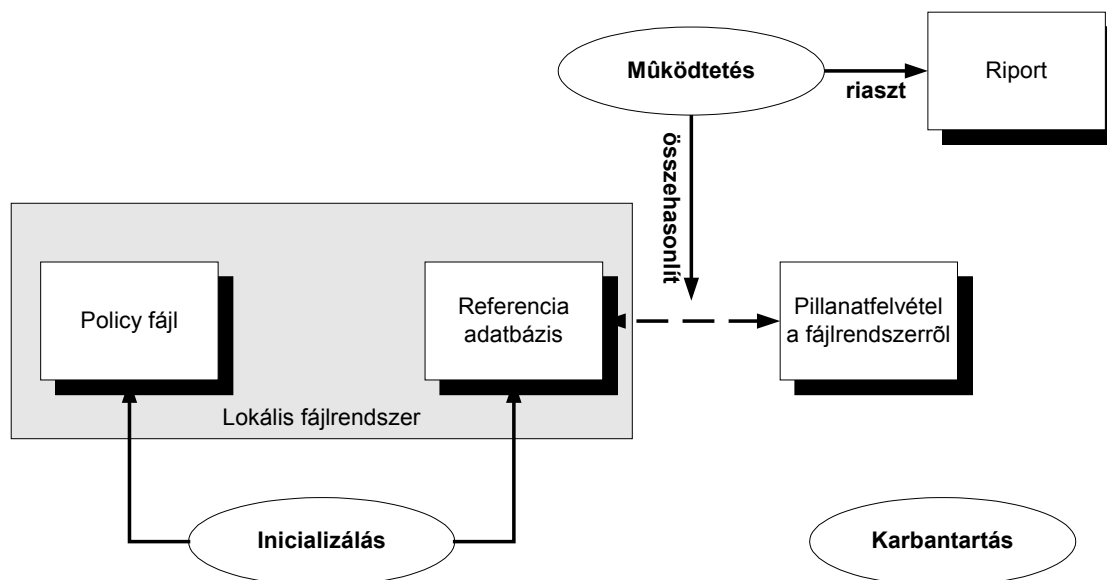 Mûködtetés
Riport
riaszt
összehasonlít
Policy fájl
Referencia
adatbázis
Pillanatfelvétel
a fájlrendszerrõl
Lokális fájlrendszer
Inicializálás
Karbantartás